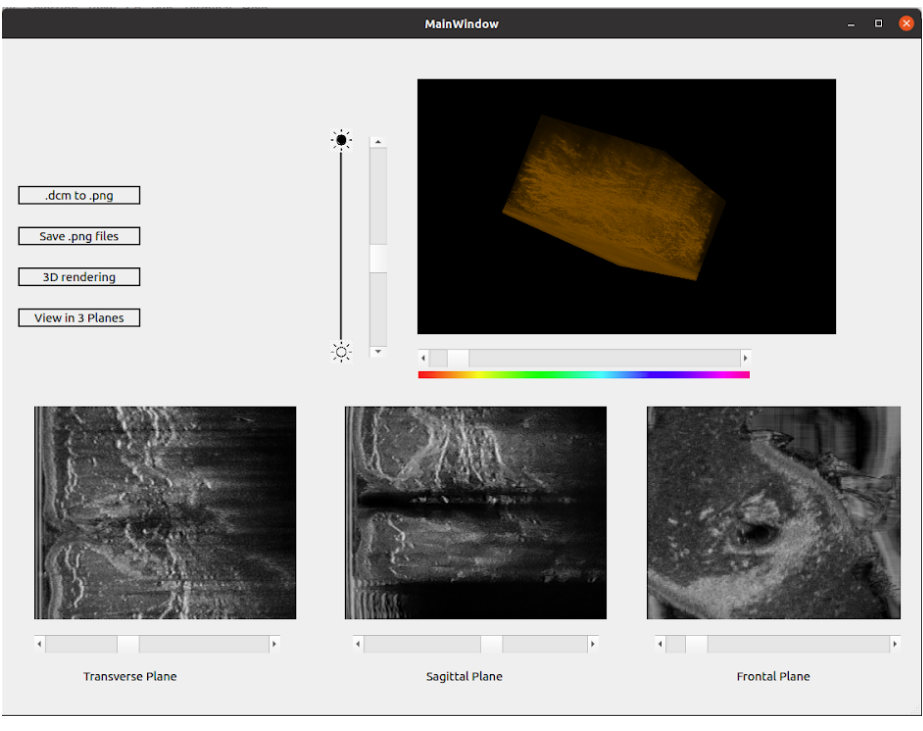 MainWindow
.dcm to .png
Save .png files
3D rendering
View in 3 Planes
Transverse Plane
Sagittal Plane
Frontal Plane